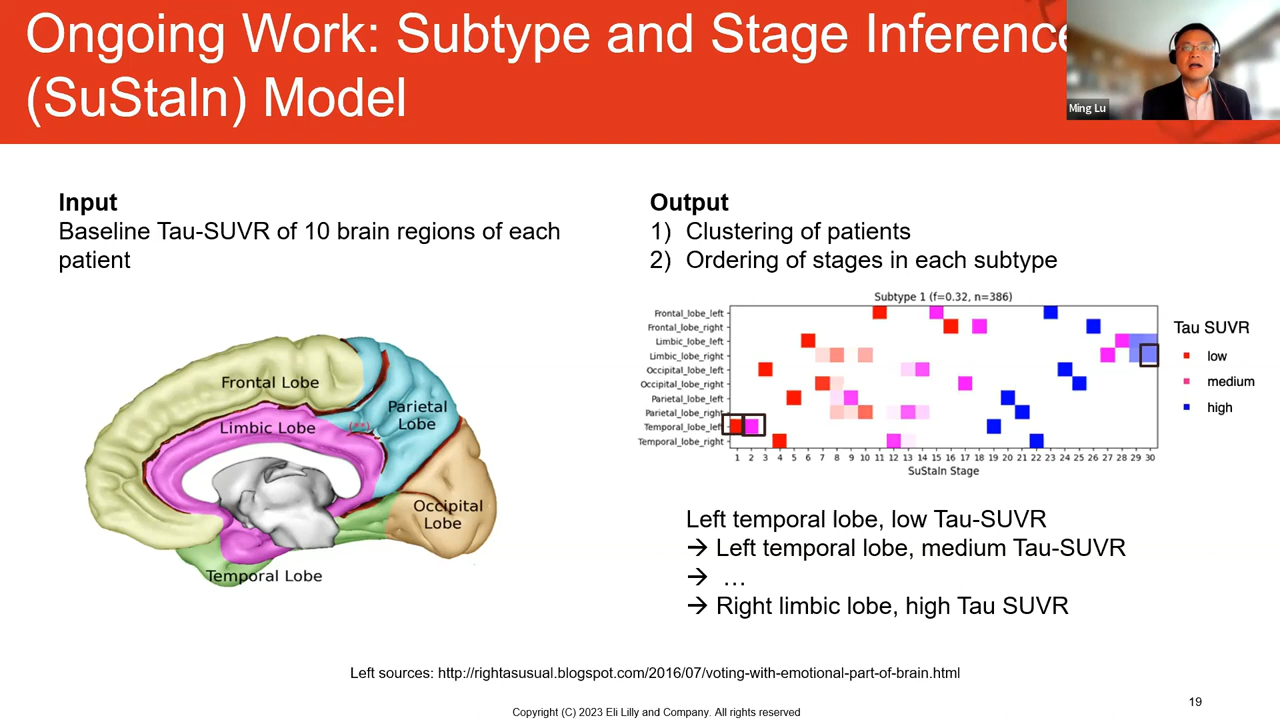 Ongoing Work: Subtype and Stage Inference
(SuStaIn) Model
Ming Lu
Input
Baseline Tau-SUVR of 10 brain regions of each
patient
Frontal Lobe
Limbic Lobe
(**)
Parietal
Lobe
Occipital
Lobe
Temporal Lobe
Output
1) Clustering of patients
2) Ordering of stages in each subtype
Subtype 1 (f=0.32, n=386)
Frontal_lobe_left
Frontal_lobe_right
Limbic_lobe_left
Limbic_lobe_right
Occipital_lobe_left
Occipital_lobe_right
Parietal_lobe_left
Parietal_lobe_right
Temporal_lobe_left
Temporal_lobe_right
1 2 3 4 5 6 7 8 9 10 11 12 13 14 15 16 17 18 19 20 21 22 23 24 25 26 27 28 29 30
SuStaIn Stage
Tau SUVR
low
medium
high
Left temporal lobe, low Tau-SUVR
→ Left temporal lobe, medium Tau-SUVR
→ …
→ Right limbic lobe, high Tau SUVR
Left sources: http://rightasusual.blogspot.com/2016/07/voting-with-emotional-part-of-brain.html
19
Copyright (C) 2023 Eli Lilly and Company. All rights reserved